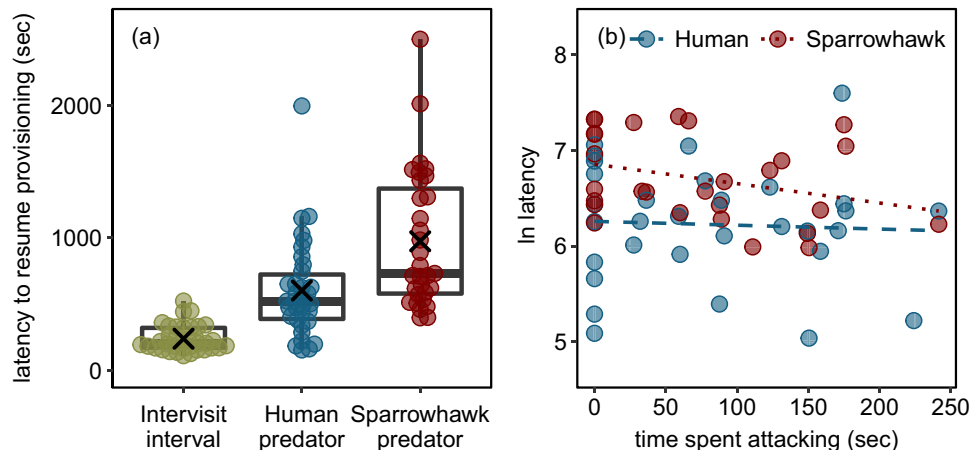 latency to resume provisioning (sec)
(a)
2000
1000
0
Intervisit
interval
Human
predator
Sparrowhawk
predator
(b)
Human
Sparrowhawk
ln latency
8
7
6
5
0
50
100
150
200
250
time spent attacking (sec)